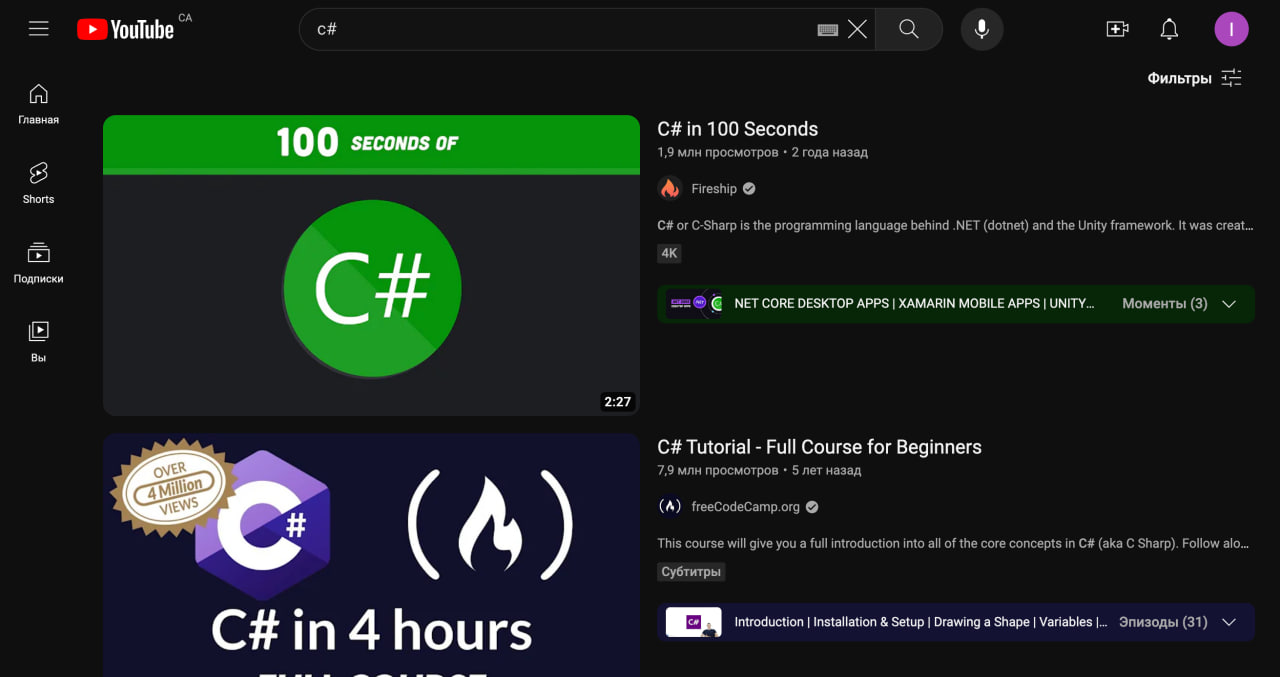 YouTube CA
c#
I
Фильтры
Главная
Shorts
Подписки
Вы
100 SECONDS OF
C#
2:27
C# in 100 Seconds
1,9 млн просмотров • 2 года назад
Fireship
C# or C-Sharp is the programming language behind .NET (dotnet) and the Unity framework. It was creat...
4K
NET CORE DESKTOP APPS | XAMARIN MOBILE APPS | UNITY...
Моменты (3)
OVER
4 Million
VIEWS
C#
C# in 4 hours
FULL COURSE
C# Tutorial - Full Course for Beginners
7,9 млн просмотров • 5 лет назад
freeCodeCamp.org
This course will give you a full introduction into all of the core concepts in C# (aka C Sharp). Follow alo...
Субтитры
C#
Introduction | Installation & Setup | Drawing a Shape | Variables |...
Эпизоды (31)